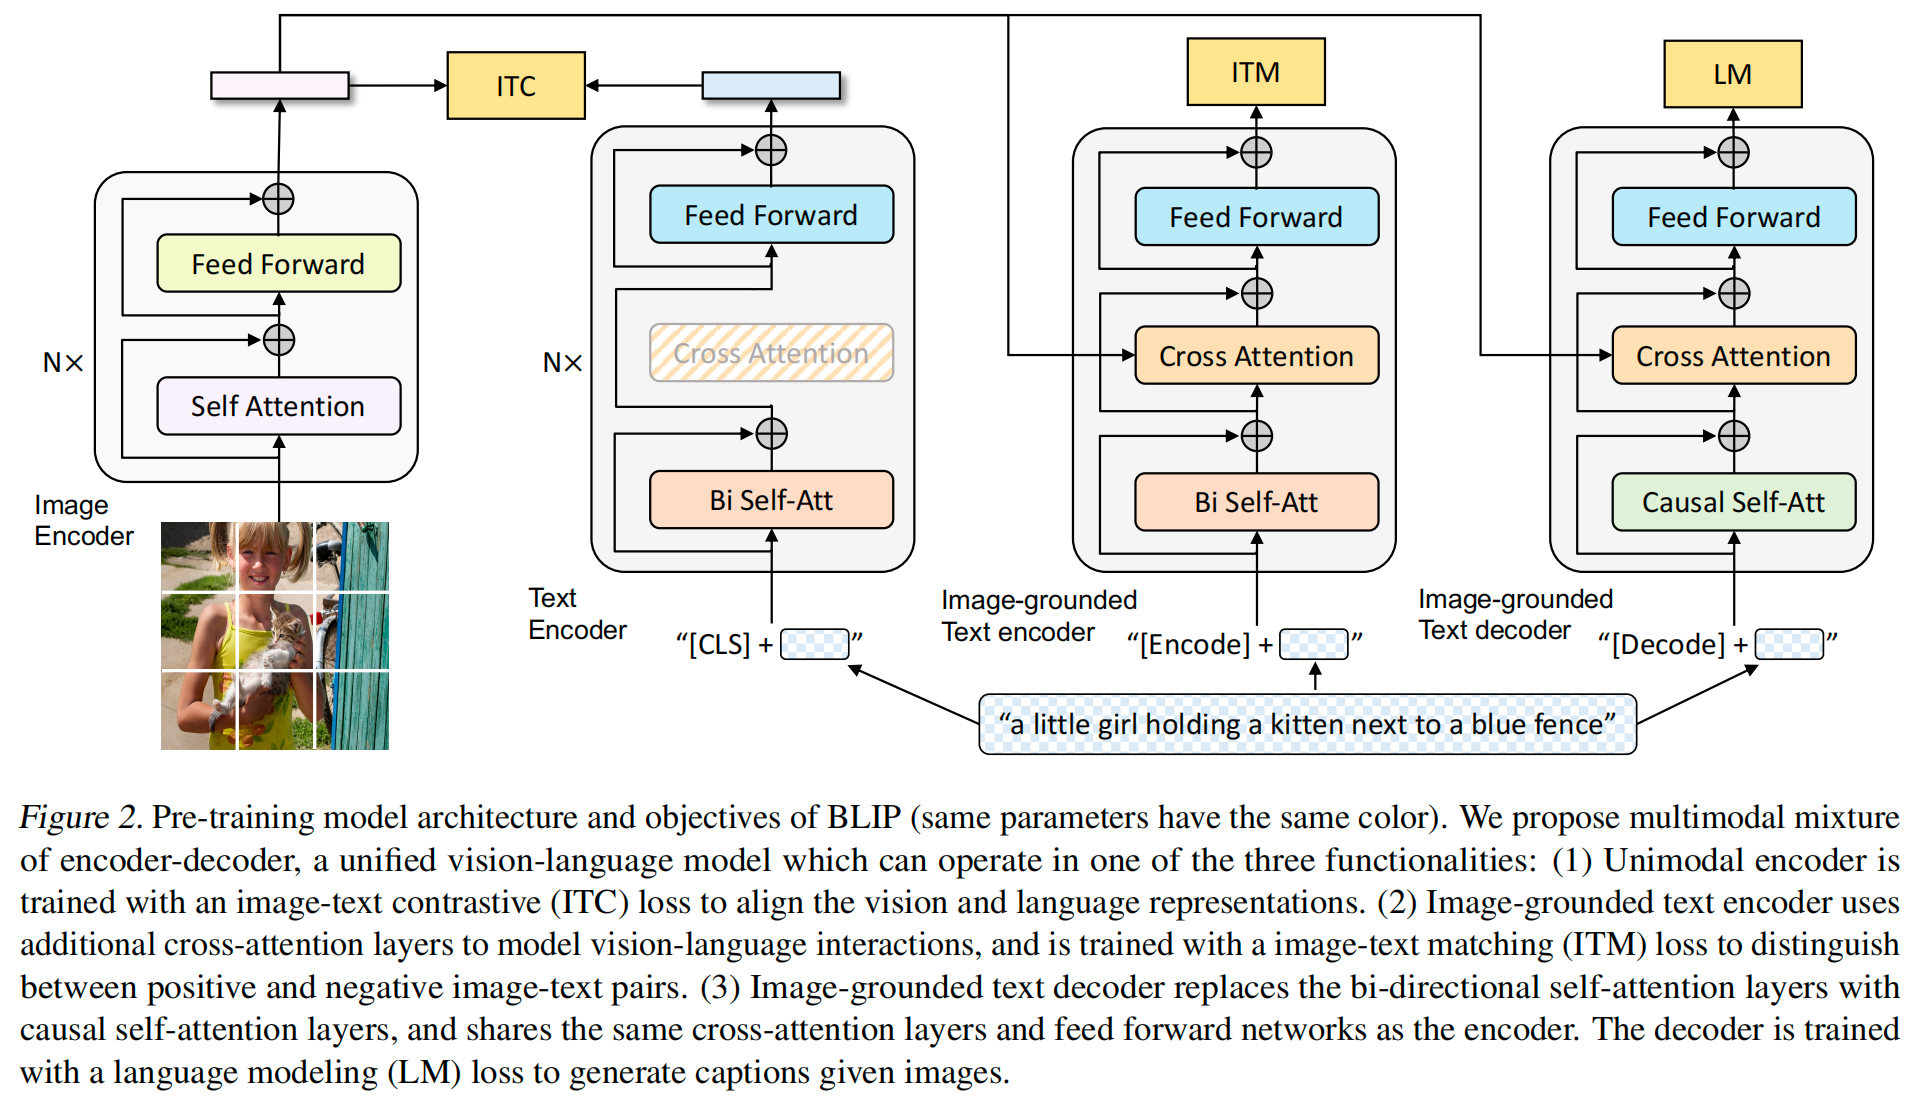 ITC
ITM
LM
Feed Forward
Self Attention
N×
Image
Encoder
Feed Forward
Cross Attention
Bi Self-Att
N×
Text
Encoder
“[CLS] + ”
Feed Forward
Cross Attention
Bi Self-Att
Image-grounded
Text encoder
“[Encode] + ”
Feed Forward
Cross Attention
Causal Self-Att
Image-grounded
Text decoder
“[Decode] + ”
“a little girl holding a kitten next to a blue fence”
Figure 2. Pre-training model architecture and objectives of BLIP (same parameters have the same color). We propose multimodal mixture
of encoder-decoder, a unified vision-language model which can operate in one of the three functionalities: (1) Unimodal encoder is
trained with an image-text contrastive (ITC) loss to align the vision and language representations. (2) Image-grounded text encoder uses
additional cross-attention layers to model vision-language interactions, and is trained with a image-text matching (ITM) loss to distinguish
between positive and negative image-text pairs. (3) Image-grounded text decoder replaces the bi-directional self-attention layers with
causal self-attention layers, and shares the same cross-attention layers and feed forward networks as the encoder. The decoder is trained
with a language modeling (LM) loss to generate captions given images.